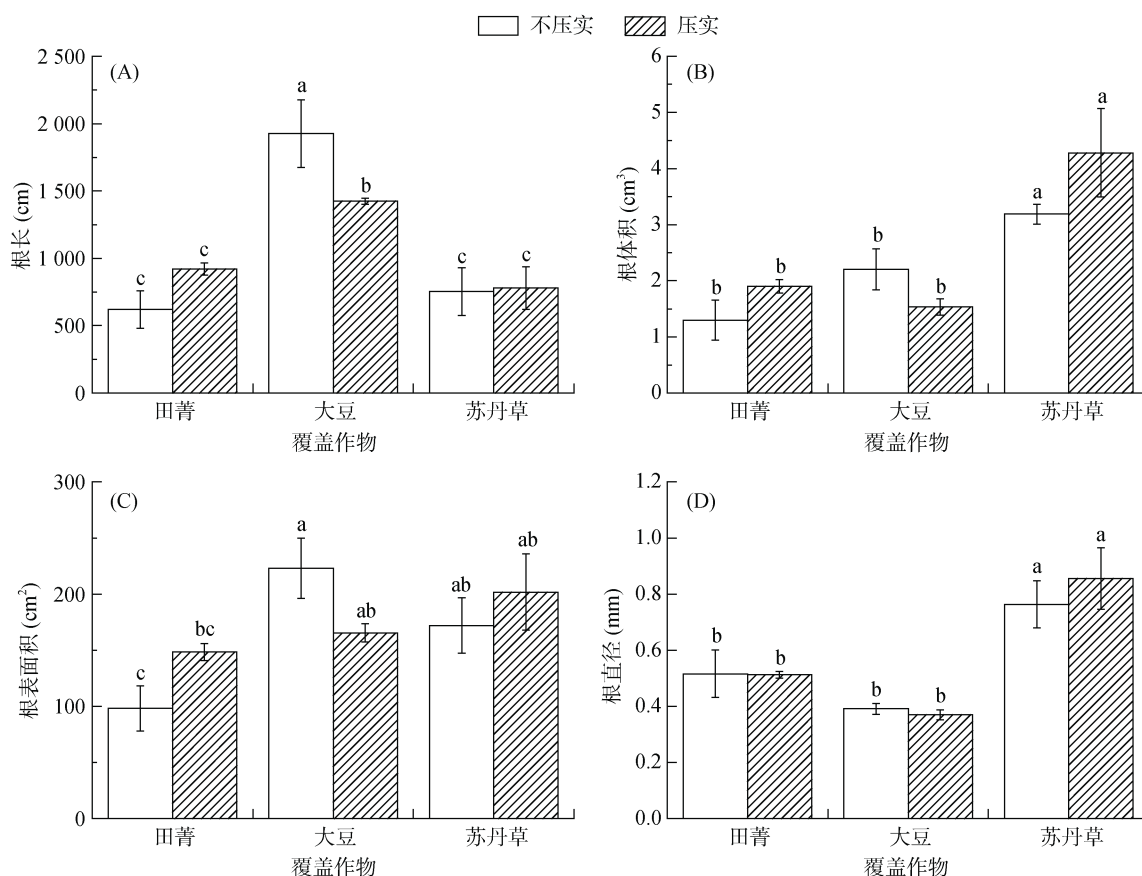 不压实 压实
(A)
根长 (cm)
2 500
2 000
1 500
1 000
500
0
c c a b c c
田菁 大豆 苏丹草
覆盖作物
(B)
根体积 (cm³)
6
5
4
3
2
1
0
b b b b a a
田菁 大豆 苏丹草
覆盖作物
(C)
根表面积 (cm²)
300
200
100
0
c bc a ab ab ab
田菁 大豆 苏丹草
覆盖作物
(D)
根直径 (mm)
1.2
1.0
0.8
0.6
0.4
0.2
0.0
b b b b a a
田菁 大豆 苏丹草
覆盖作物